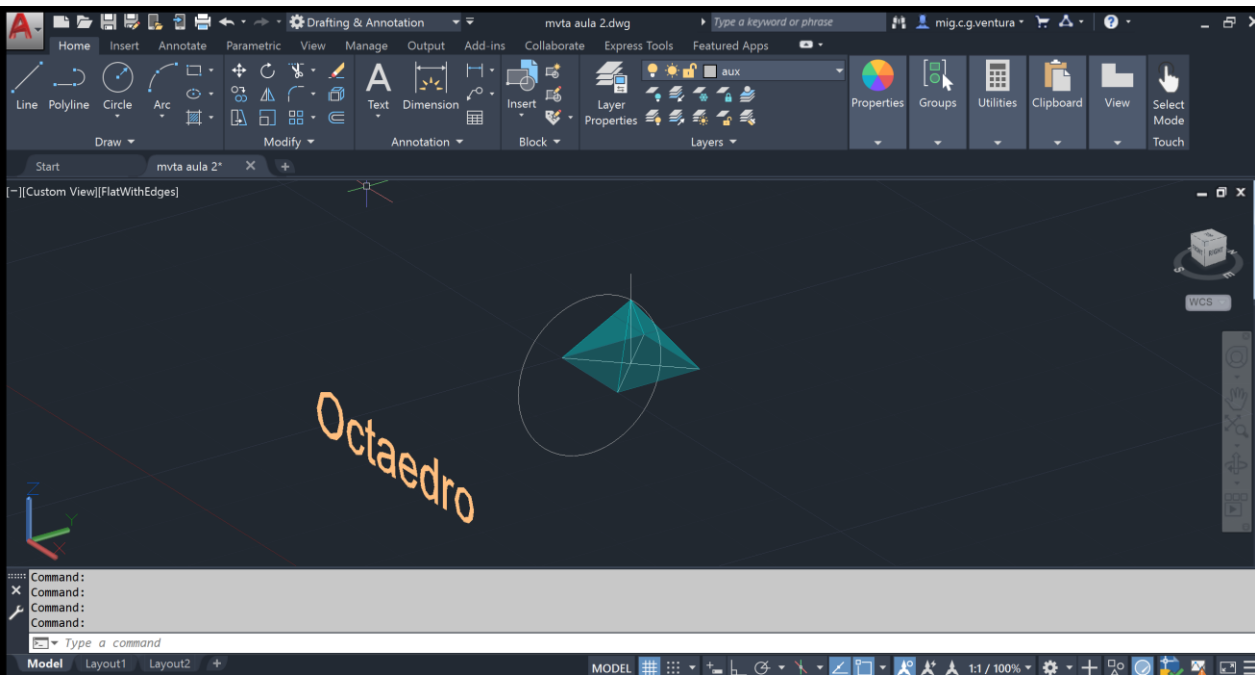 A Drafting & Annotation mvta aula 2.dwg Type a keyword or phrase mig.c.g.ventura ?
Home Insert Annotate Parametric View Manage Output Add-ins Collaborate Express Tools Featured Apps
aux
Line Polyline Circle Arc Text Dimension Insert Layer Properties Properties Groups Utilities Clipboard View Select Mode
Draw Modify Annotation Block Layers Touch
Start mvta aula 2* X +
[−][Custom View][FlatWithEdges]
RIGHT
S E
WCS
Octaedro
Z
Y
X
Command:
Command:
Command:
Command:
Type a command
Model Layout1 Layout2 +
MODEL 1:1 / 100%